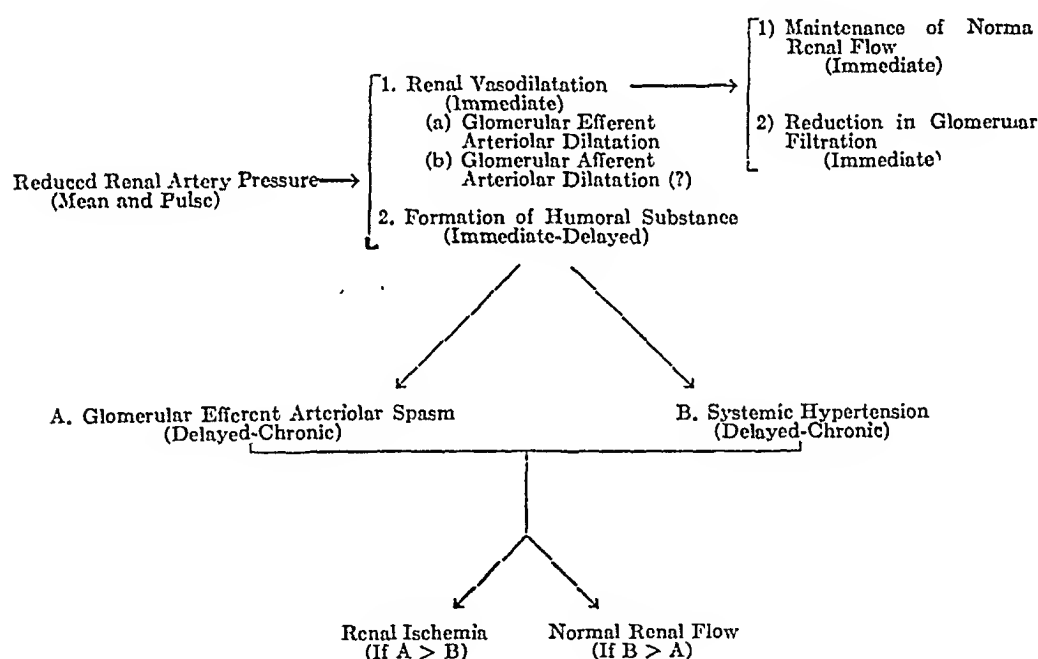 1) Maintenance of Norma
Renal Flow
(Immediate)
1. Renal Vasodilatation
(Immediate)
(a) Glomerular Efferent
Arteriolar Dilatation
(b) Glomerular Afferent
Arteriolar Dilatation (?)
2) Reduction in Glomerular
Filtration
(Immediate)
Reduced Renal Artery Pressure
(Mean and Pulse)
2. Formation of Humoral Substance
(Immediate-Delayed)
A. Glomerular Efferent Arteriolar Spasm
(Delayed-Chronic)
B. Systemic Hypertension
(Delayed-Chronic)
Renal Ischemia
(If A > B)
Normal Renal Flow
(If B > A)